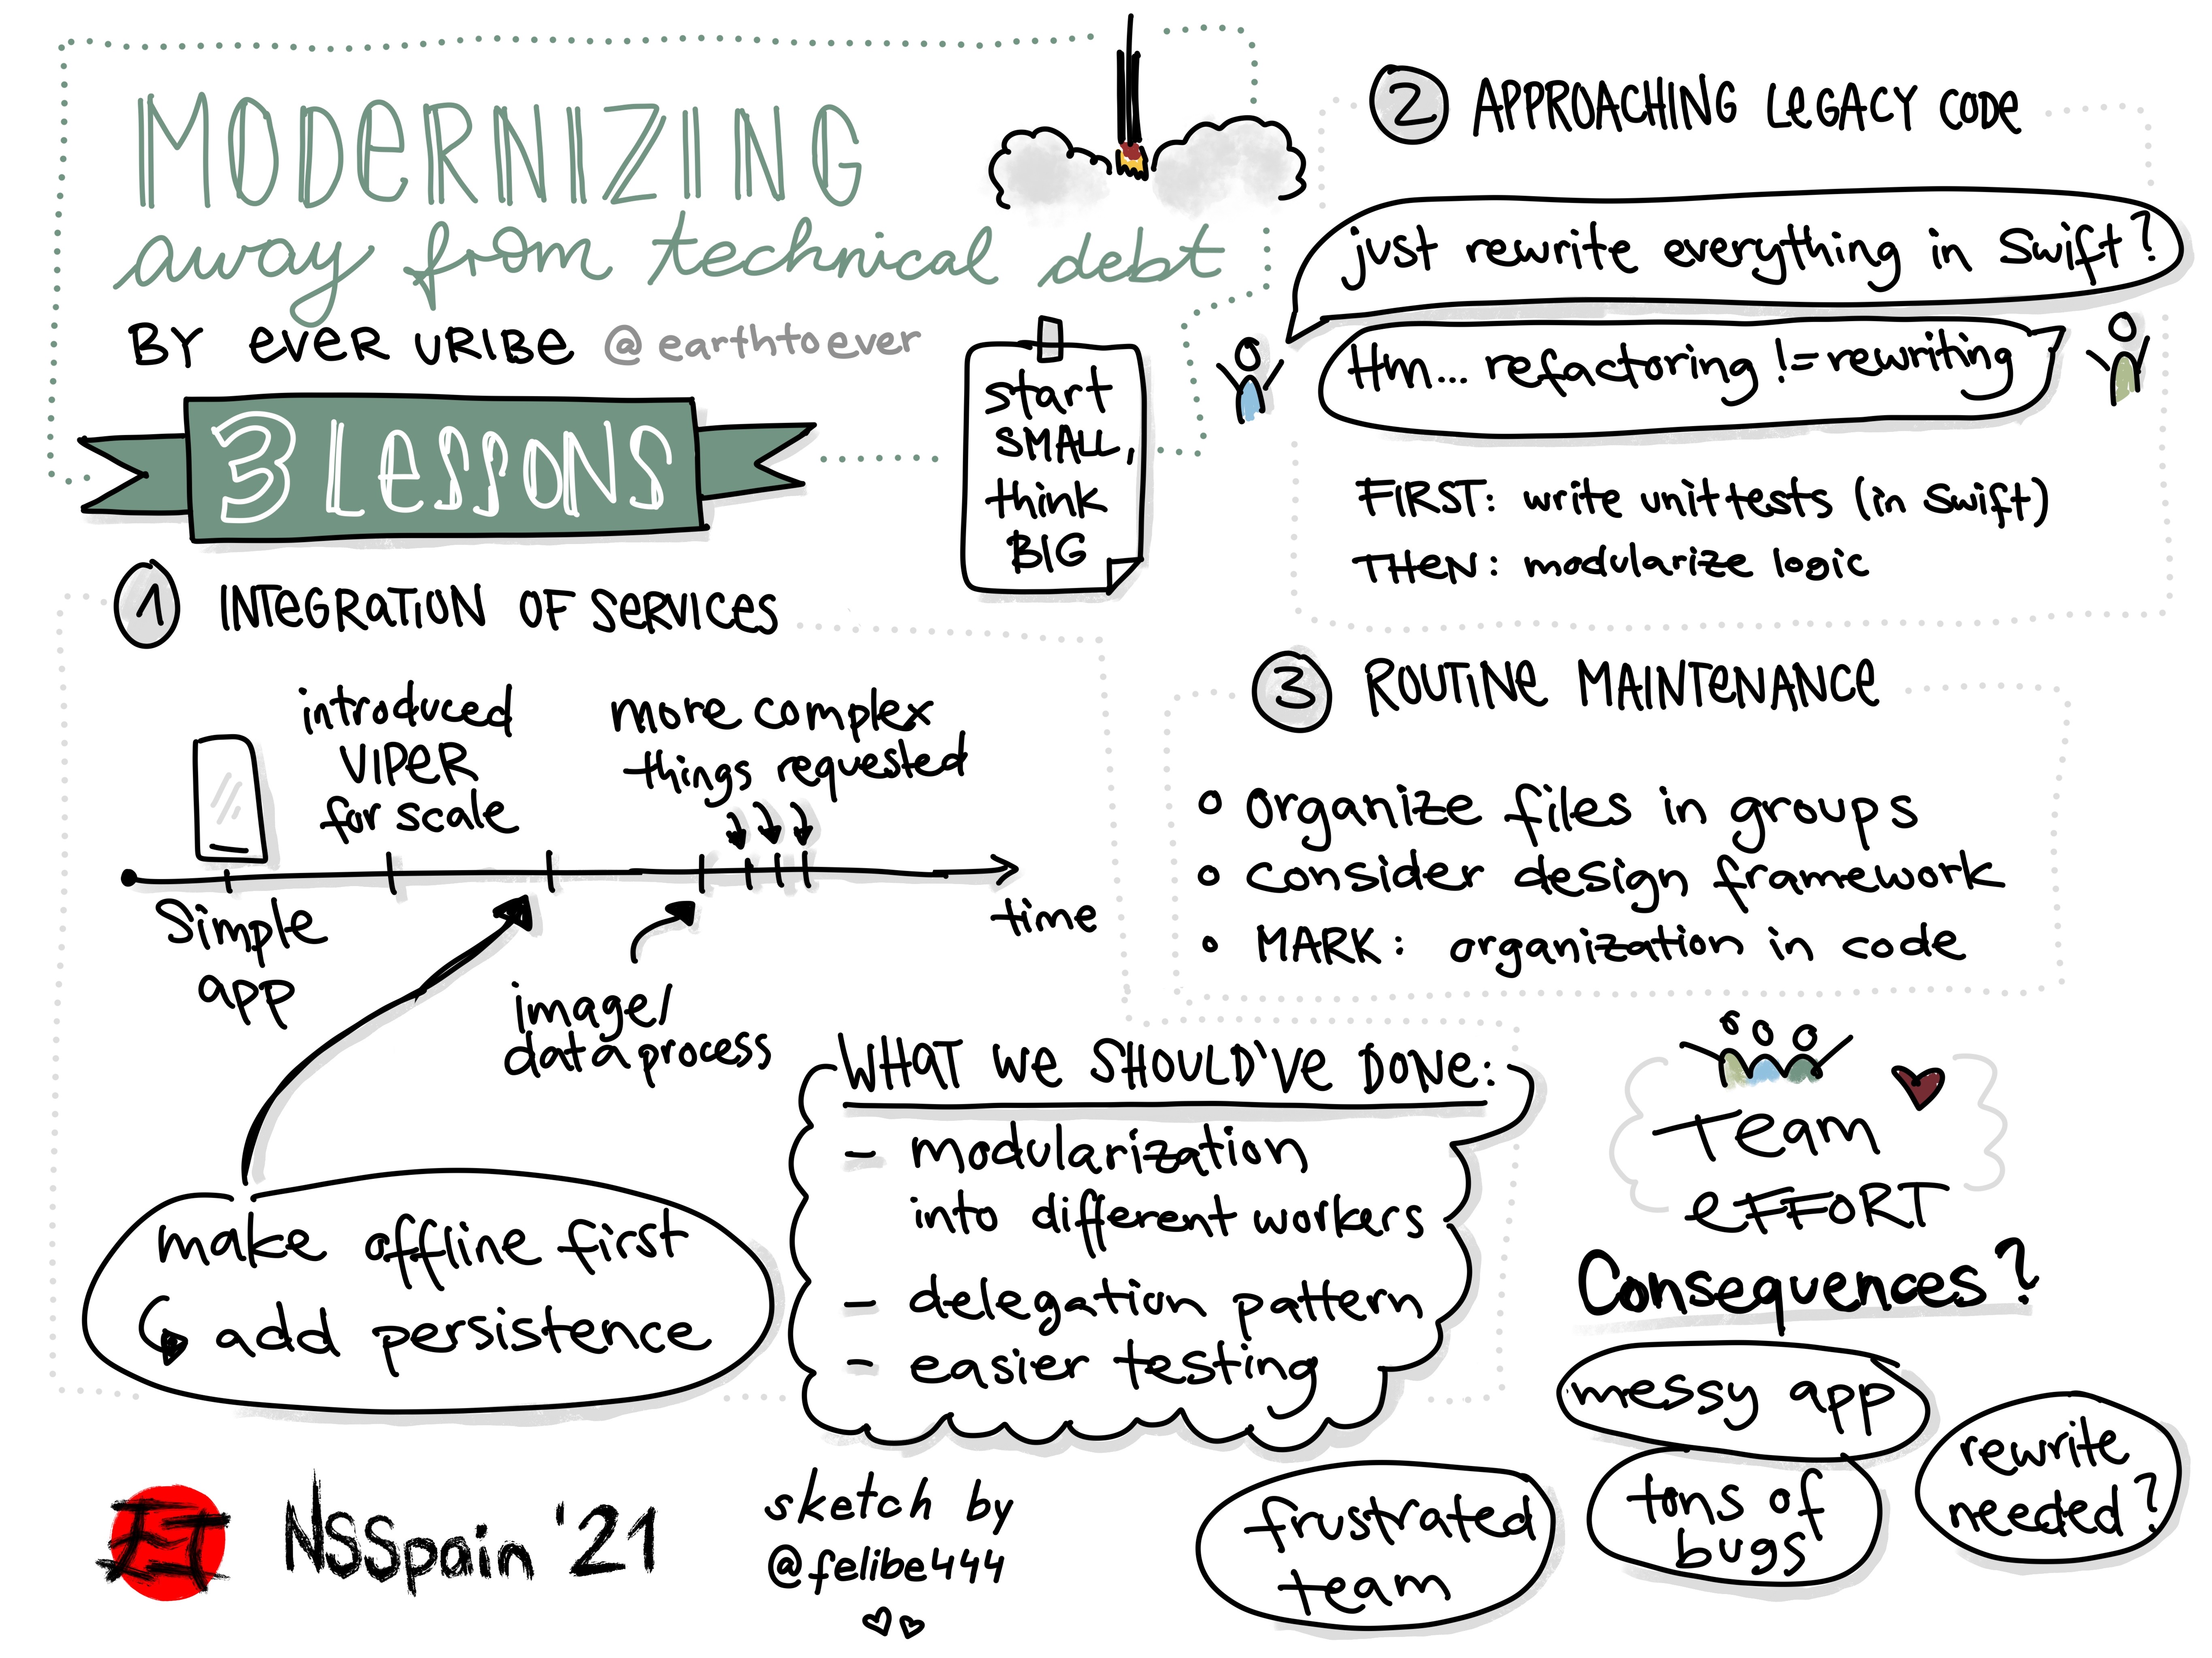 MODERNIZING
away from technical debt
BY EVER URIBE @earthtoever
3 LESSONS
start
SMALL,
think
BIG
1 INTEGRATION OF SERVICES
introduced
VIPER
for scale
more complex
things requested
Simple
app
time
image/
data process
make offline first
add persistence
WHAT WE SHOULD'VE DONE:
- modularization
into different workers
- delegation pattern
- easier testing
2 APPROACHING LEGACY CODE
just rewrite everything in Swift?
Hm... refactoring != rewriting
FIRST: write unit tests (in Swift)
THEN: modularize logic
3 ROUTINE MAINTENANCE
o organize files in groups
o consider design framework
o MARK: organization in code
TEAM
EFFORT
Consequences?
messy app
rewrite
needed?
tons of
bugs
frustrated
team
NSSpain '21
sketch by
@felibe444